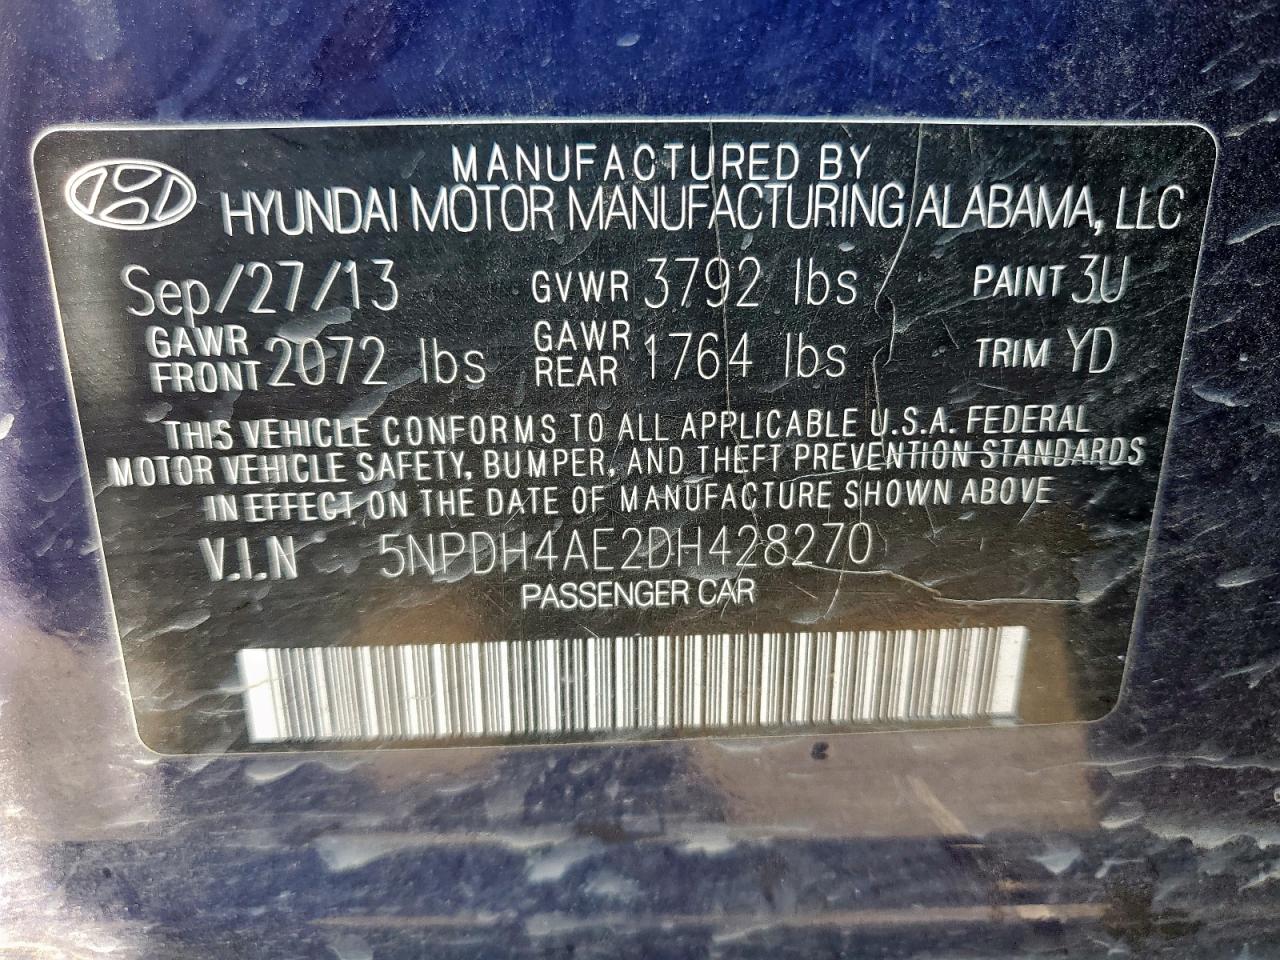 MANUFACTURED BY
HYUNDAI MOTOR MANUFACTURING ALABAMA, LLC
Sep/27/13 GVWR 3792 lbs PAINT 3U
GAWR FRONT 2072 lbs GAWR REAR 1764 lbs TRIM YD
THIS VEHICLE CONFORMS TO ALL APPLICABLE U.S.A. FEDERAL
MOTOR VEHICLE SAFETY, BUMPER, AND THEFT PREVENTION STANDARDS
IN EFFECT ON THE DATE OF MANUFACTURE SHOWN ABOVE
V.I.N 5NPDH4AE2DH428270
PASSENGER CAR